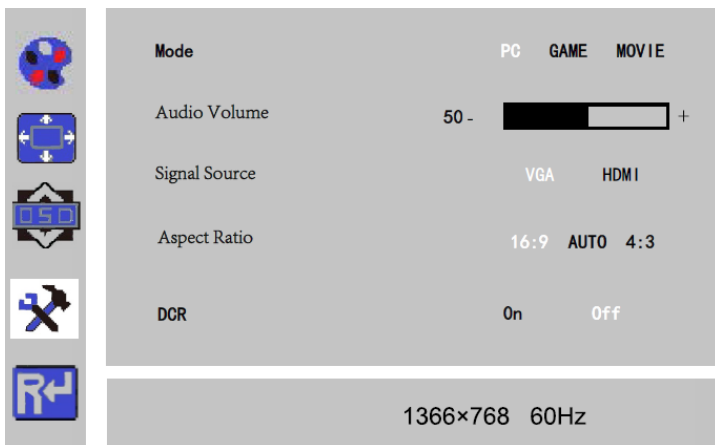 Mode PC GAME MOVIE
Audio Volume 50 - +
OSD
Signal Source VGA HDMI
Aspect Ratio 16:9 AUTO 4:3
DCR On Off
R
1366×768 60Hz